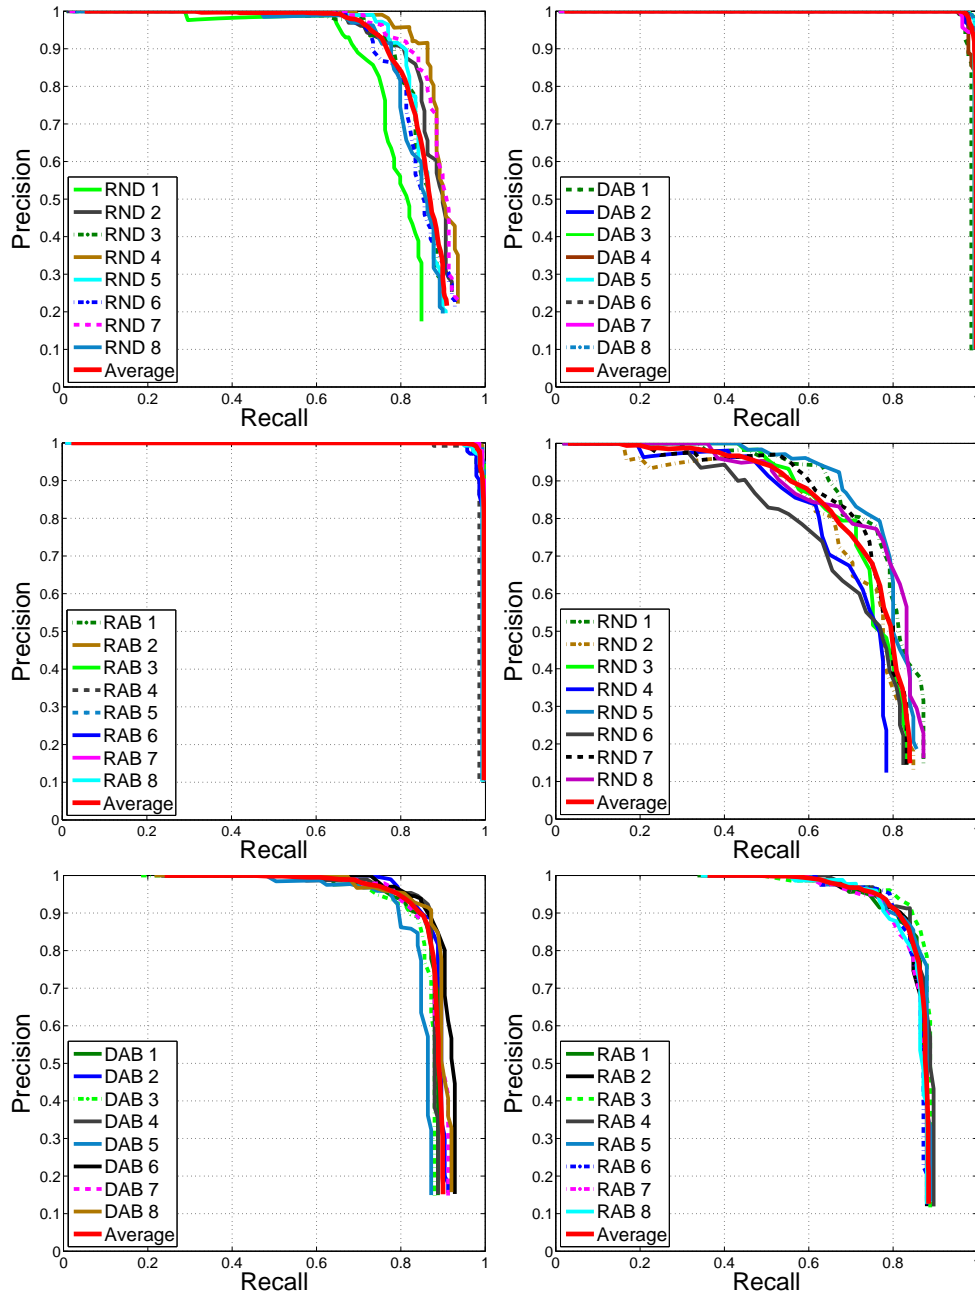 1
0.9
0.8
0.7
0.6
0.5
0.4
0.3
0.2
0.1
0
0 0.2 0.4 0.6 0.8 1
Precision
Recall
RND 1
RND 2
RND 3
RND 4
RND 5
RND 6
RND 7
RND 8
Average
1
0.9
0.8
0.7
0.6
0.5
0.4
0.3
0.2
0.1
0
0 0.2 0.4 0.6 0.8 1
Precision
Recall
DAB 1
DAB 2
DAB 3
DAB 4
DAB 5
DAB 6
DAB 7
DAB 8
Average
1
0.9
0.8
0.7
0.6
0.5
0.4
0.3
0.2
0.1
0
0 0.2 0.4 0.6 0.8 1
Precision
Recall
RAB 1
RAB 2
RAB 3
RAB 4
RAB 5
RAB 6
RAB 7
RAB 8
Average
1
0.9
0.8
0.7
0.6
0.5
0.4
0.3
0.2
0.1
0
0 0.2 0.4 0.6 0.8 1
Precision
Recall
RND 1
RND 2
RND 3
RND 4
RND 5
RND 6
RND 7
RND 8
Average
1
0.9
0.8
0.7
0.6
0.5
0.4
0.3
0.2
0.1
0
0 0.2 0.4 0.6 0.8 1
Precision
Recall
DAB 1
DAB 2
DAB 3
DAB 4
DAB 5
DAB 6
DAB 7
DAB 8
Average
1
0.9
0.8
0.7
0.6
0.5
0.4
0.3
0.2
0.1
0
0 0.2 0.4 0.6 0.8 1
Precision
Recall
RAB 1
RAB 2
RAB 3
RAB 4
RAB 5
RAB 6
RAB 7
RAB 8
Average